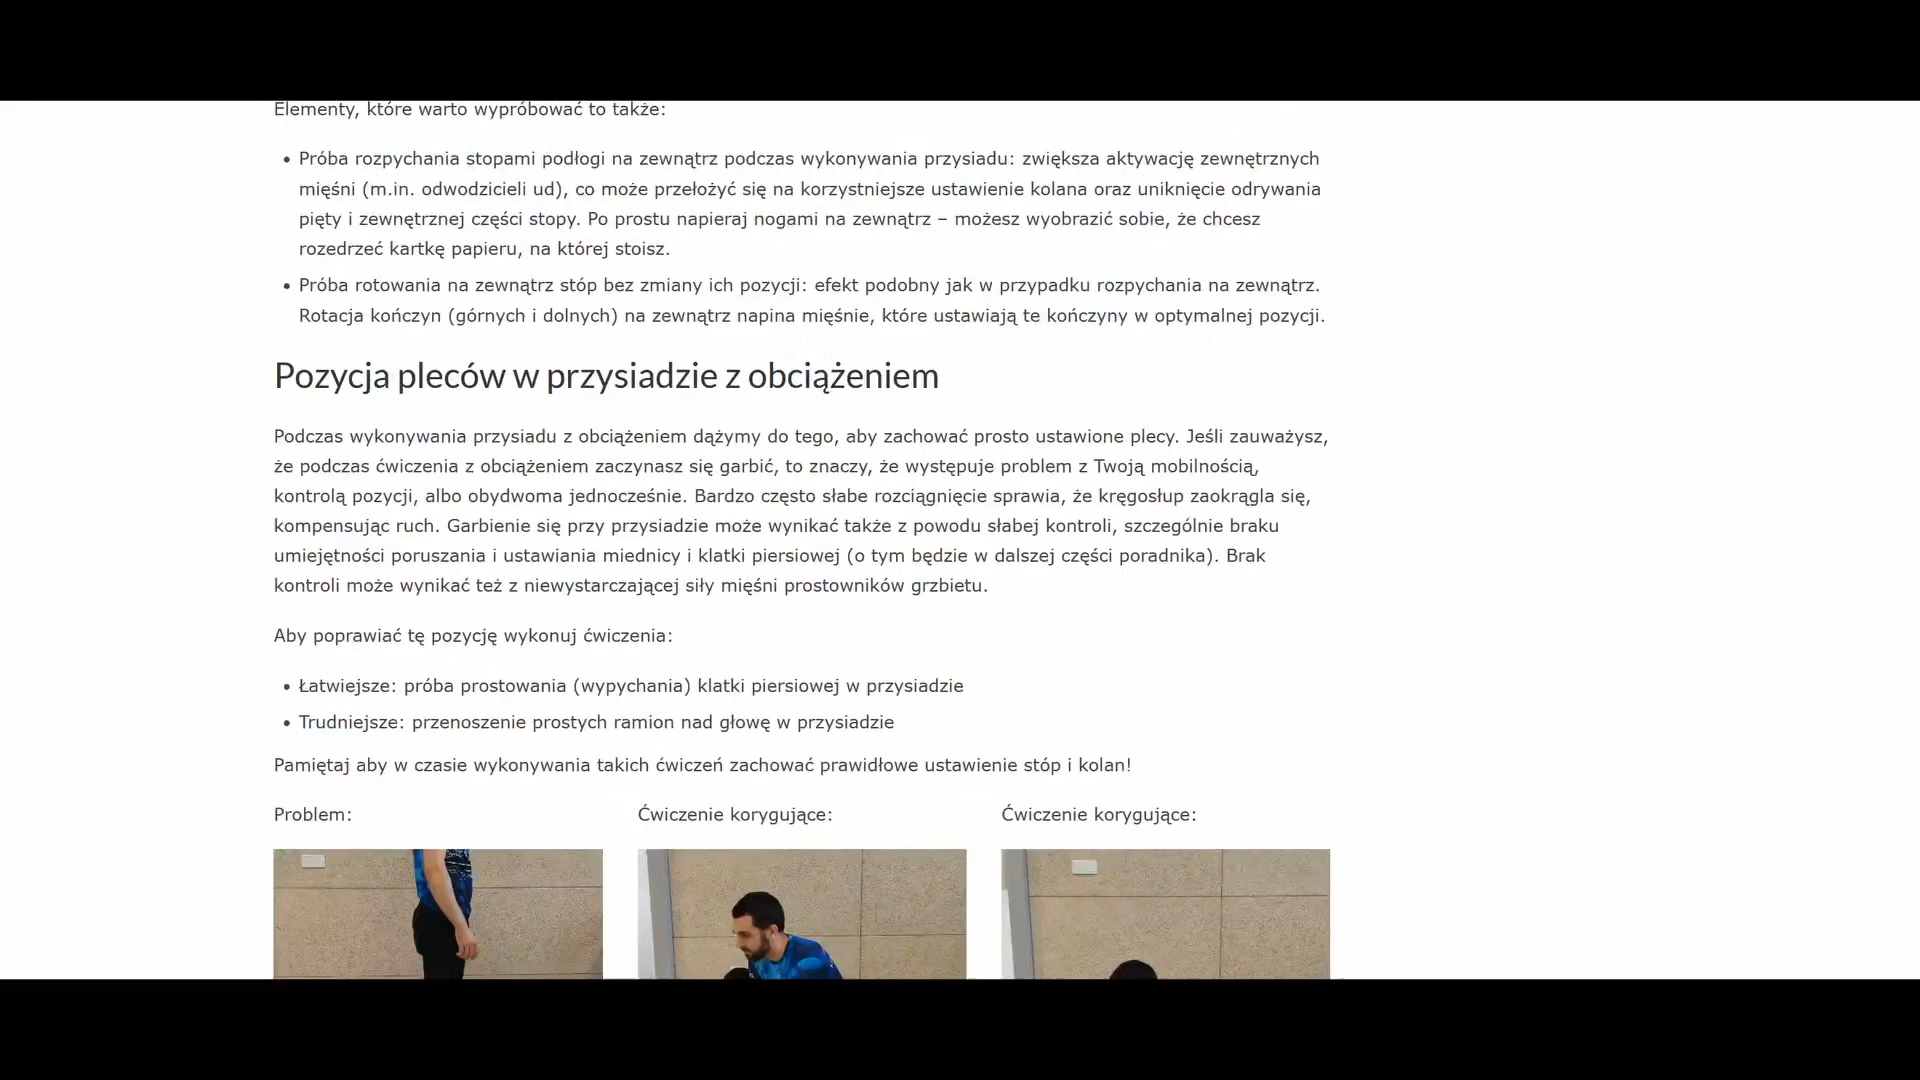 Elementy, które warto wypróbować to także:
• Próba rozpychania stopami podłogi na zewnątrz podczas wykonywania przysiadu: zwiększa aktywację zewnętrznych
mięśni (m.in. odwodzicieli ud), co może przełożyć się na korzystniejsze ustawienie kolana oraz uniknięcie odrywania
pięty i zewnętrznej części stopy. Po prostu napieraj nogami na zewnątrz – możesz wyobrazić sobie, że chcesz
rozedrzeć kartkę papieru, na której stoisz.
• Próba rotowania na zewnątrz stóp bez zmiany ich pozycji: efekt podobny jak w przypadku rozpychania na zewnątrz.
Rotacja kończyn (górnych i dolnych) na zewnątrz napina mięśnie, które ustawiają te kończyny w optymalnej pozycji.
Pozycja pleców w przysiadzie z obciążeniem
Podczas wykonywania przysiadu z obciążeniem dążymy do tego, aby zachować prosto ustawione plecy. Jeśli zauważysz,
że podczas ćwiczenia z obciążeniem zaczynasz się garbić, to znaczy, że występuje problem z Twoją mobilnością,
kontrolą pozycji, albo obydwoma jednocześnie. Bardzo często słabe rozciągnięcie sprawia, że kręgosłup zaokrągla się,
kompensując ruch. Garbienie się przy przysiadzie może wynikać także z powodu słabej kontroli, szczególnie braku
umiejętności poruszania i ustawiania miednicy i klatki piersiowej (o tym będzie w dalszej części poradnika). Brak
kontroli może wynikać też z niewystarczającej siły mięśni prostowników grzbietu.
Aby poprawiać tę pozycję wykonuj ćwiczenia:
• Łatwiejsze: próba prostowania (wypychania) klatki piersiowej w przysiadzie
• Trudniejsze: przenoszenie prostych ramion nad głowę w przysiadzie
Pamiętaj aby w czasie wykonywania takich ćwiczeń zachować prawidłowe ustawienie stóp i kolan!
Problem:
Ćwiczenie korygujące:
Ćwiczenie korygujące: